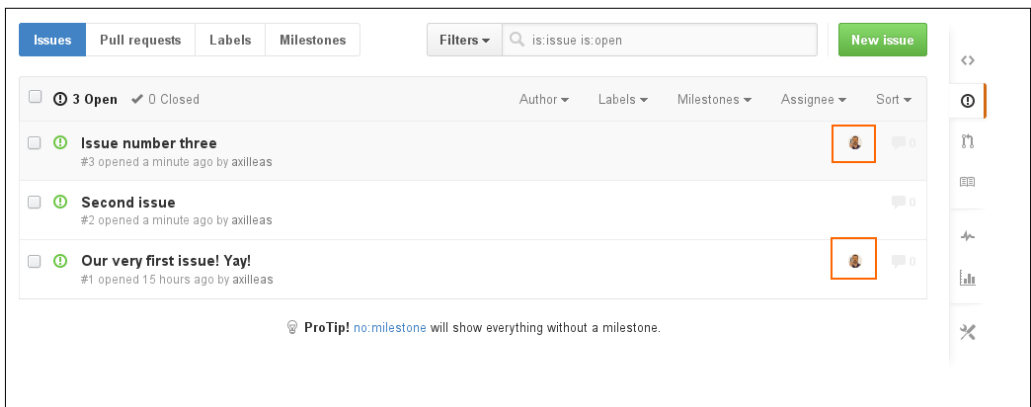 Issues Pull requests Labels Milestones Filters is:issue is:open New issue
3 Open 0 Closed Author Labels Milestones Assignee Sort
Issue number three 0
#3 opened a minute ago by axilleas
Second issue 0
#2 opened a minute ago by axilleas
Our very first issue! Yay! 0
#1 opened 15 hours ago by axilleas
ProTip! no:milestone will show everything without a milestone.